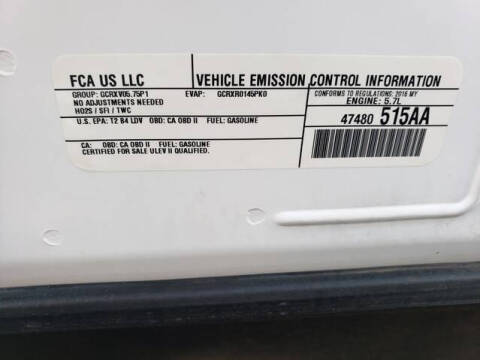 FCA US LLC
VEHICLE EMISSION CONTROL INFORMATION
GROUP: GCRXV05.75P1 EVAP: GCRXR0145PK0
NO ADJUSTMENTS NEEDED
HO2S / SFI / TWC
CONFORMS TO REGULATIONS: 2016 MY
ENGINE: 5.7L
U.S. EPA: T2 B4 LDV OBD: CA OBD II FUEL: GASOLINE
47480 515AA
CA: OBD: CA OBD II FUEL: GASOLINE
CERTIFIED FOR SALE ULEV II QUALIFIED.